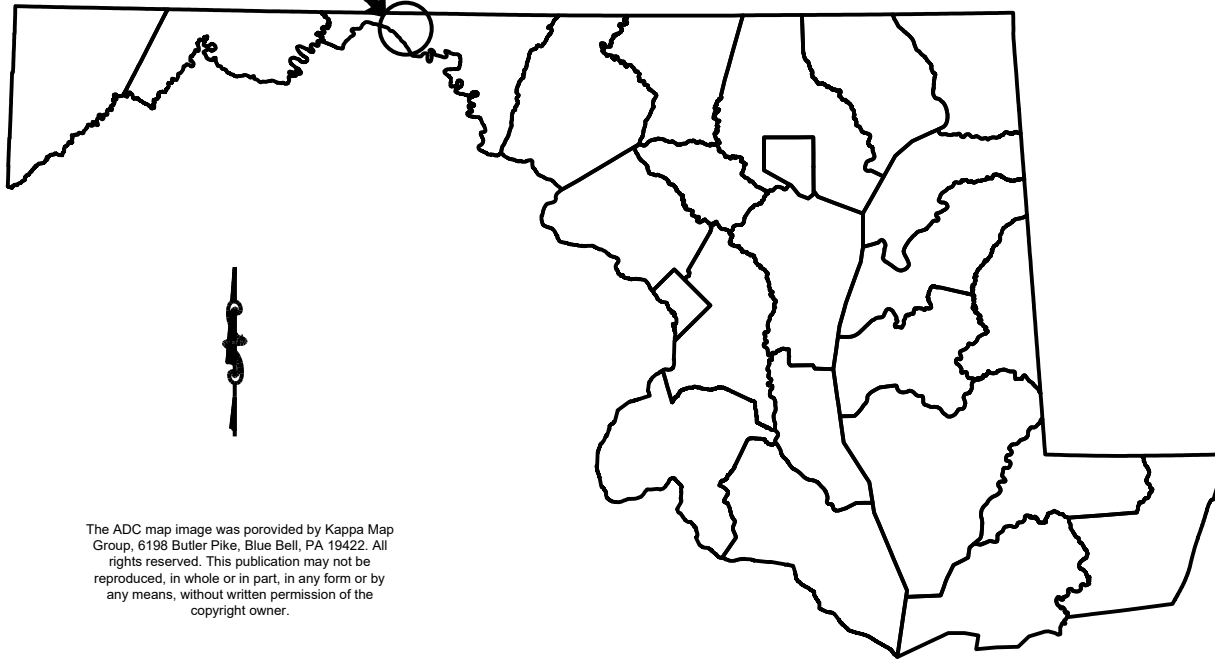 The ADC map image was porovided by Kappa Map
Group, 6198 Butler Pike, Blue Bell, PA 19422. All
rights reserved. This publication may not be
reproduced, in whole or in part, in any form or by
any means, without written permission of the
copyright owner.